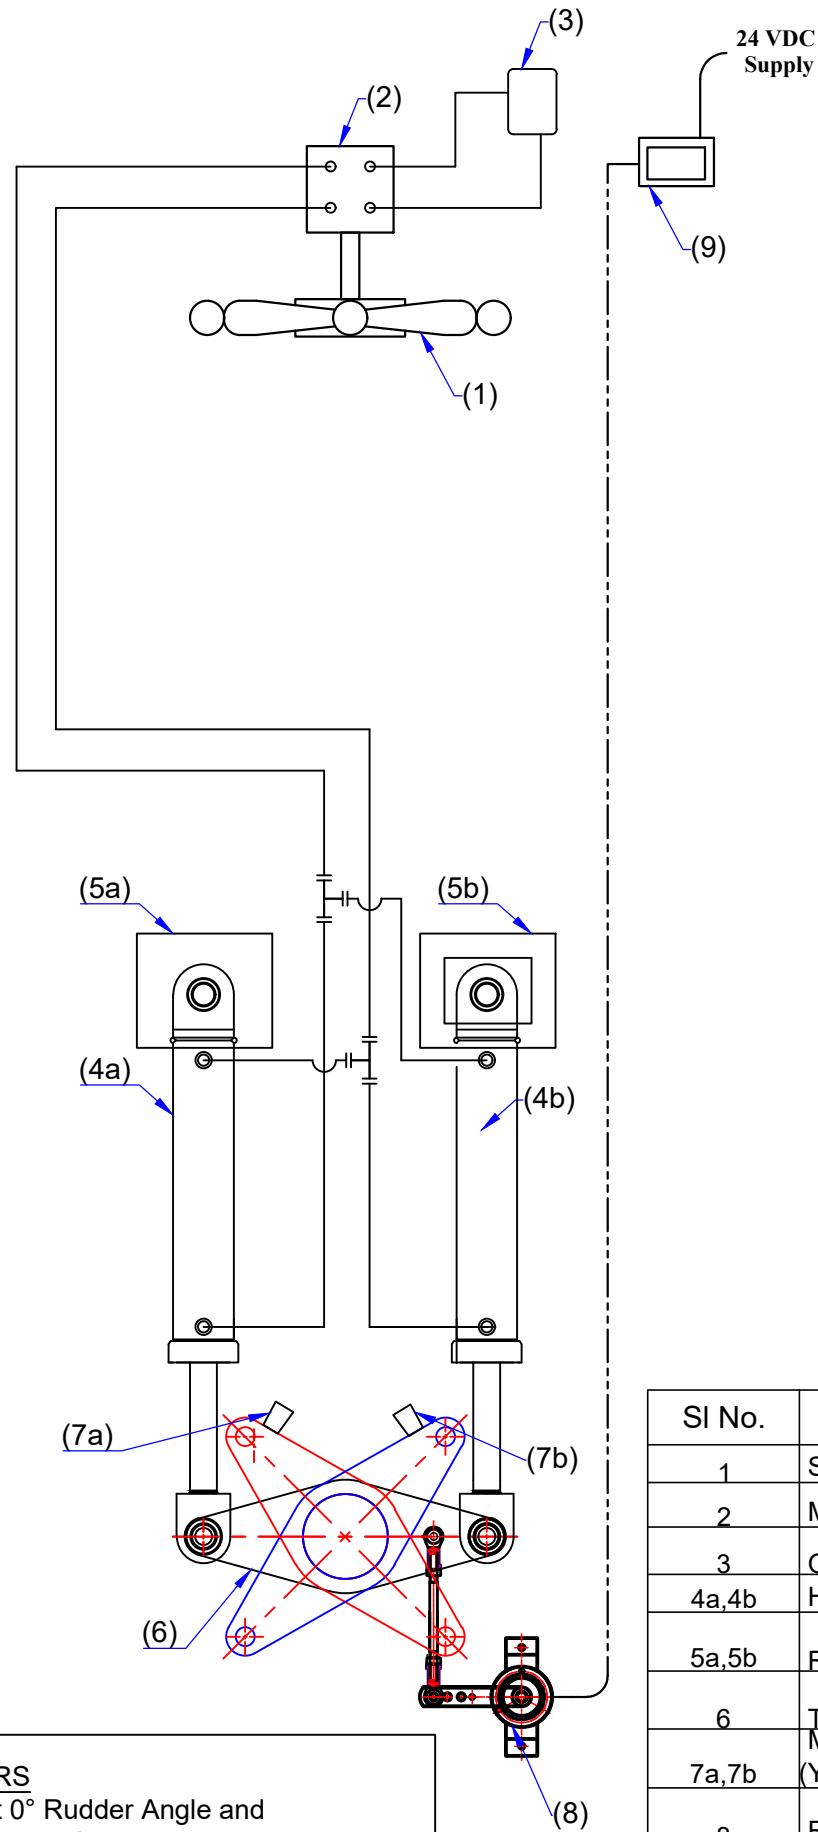 (3)
24 VDC
Supply
(2)
(9)
(1)
(5a)
(5b)
(4a)
(4b)
(7a)
(7b)
(6)
(8)
Sl No.
1
2
3
4a,4b
5a,5b
6
7a,7b
(Y
0° Rudder Angle and